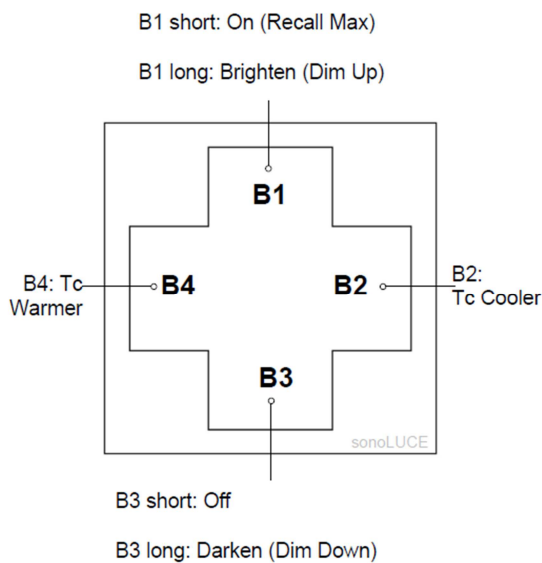 B1 short: On (Recall Max)
B1 long: Brighten (Dim Up)
B1
B4: Tc
Warmer
B4
B2
B2:
Tc Cooler
B3
sonoLUCE
B3 short: Off
B3 long: Darken (Dim Down)